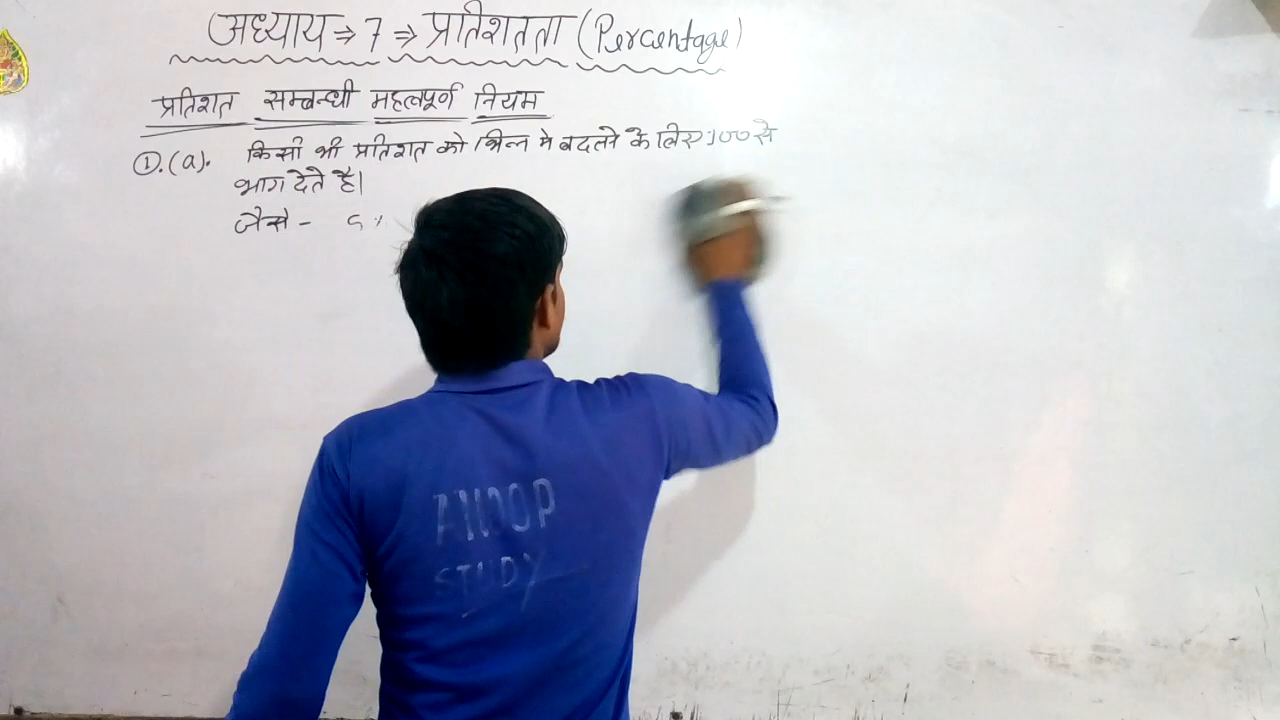 अध्याय ⇒ 7 ⇒ प्रतिशतता (Percentage)
प्रतिशत सम्बन्धी महत्वपूर्ण नियम
①.(a). किसी भी प्रतिशत को भिन्न मे बदलने के लिए 100 से
भाग देते है।
जैसे -
ANOOP
STUDY